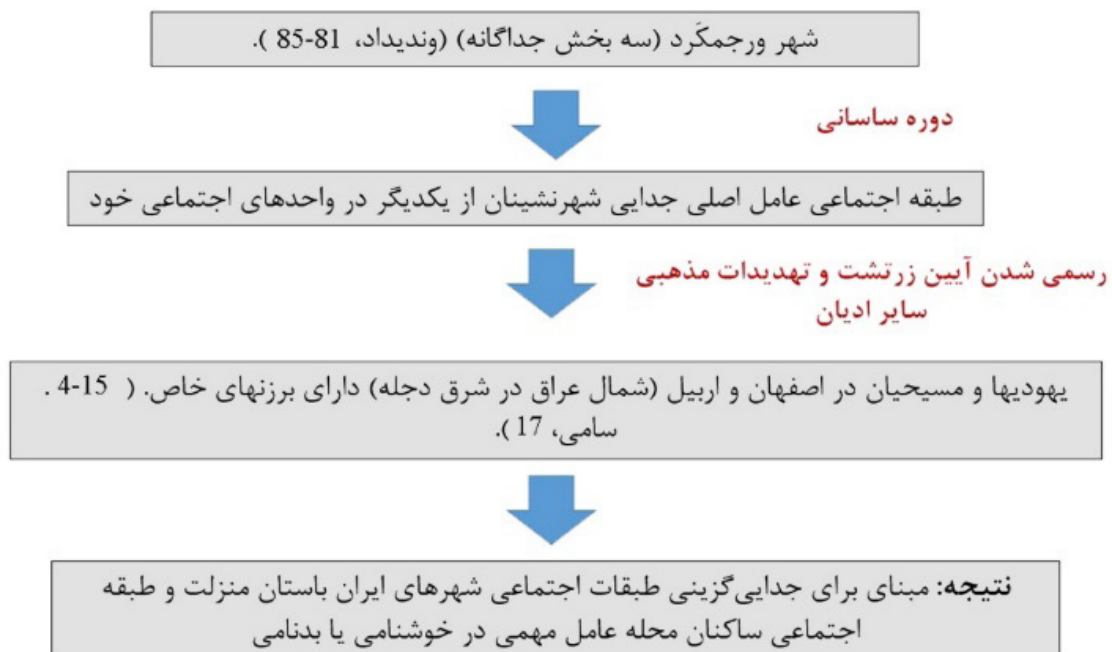 شهر ورجمکَرد (سه بخش جداگانه) (وندیداد، 81-85 ).
دوره ساسانی
طبقه اجتماعی عامل اصلی جدایی شهرنشینان از یکدیگر در واحدهای اجتماعی خود
رسمی شدن آیین زرتشت و تهدیدات مذهبی
سایر ادیان
یهودیها و مسیحیان در اصفهان و اربیل (شمال عراق در شرق دجله) دارای برزنهای خاص. ( 15-4 .
سامی، 17 ).
نتیجه: مبنای برای جدایی‌گزینی طبقات اجتماعی شهرهای ایران باستان منزلت و طبقه
اجتماعی ساکنان محله عامل مهمی در خوشنامی یا بدنامی